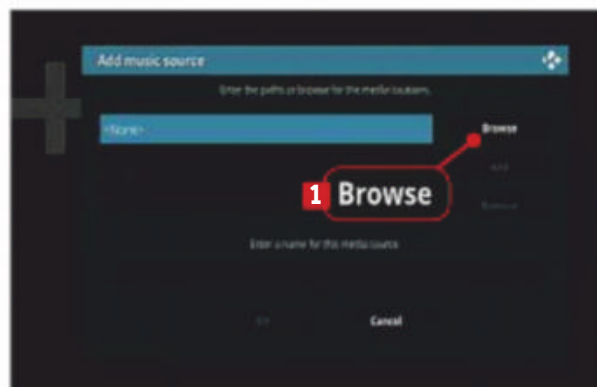 Add music source
Enter the paths or browse for the media locations.
<None>
Browse
Add
1 Browse
Remove
Enter a name for this media source.
OK
Cancel